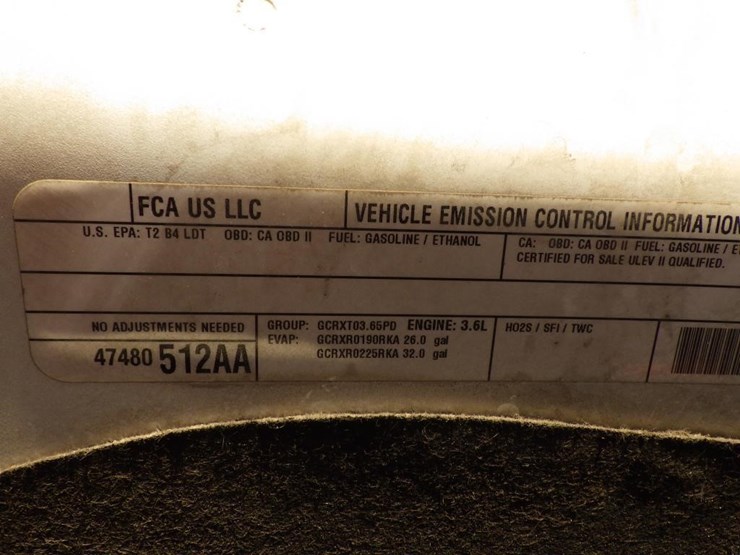 FCA US LLC
VEHICLE EMISSION CONTROL INFORMATION
U.S. EPA: T2 B4 LDT OBD: CA OBD II FUEL: GASOLINE / ETHANOL
CA: OBD: CA OBD II FUEL: GASOLINE / E
CERTIFIED FOR SALE ULEV II QUALIFIED.
NO ADJUSTMENTS NEEDED
47480 512AA
GROUP: GCRXT03.65PD ENGINE: 3.6L
EVAP: GCRXR0190RKA 26.0 gal
GCRXR0225RKA 32.0 gal
HO2S / SFI / TWC